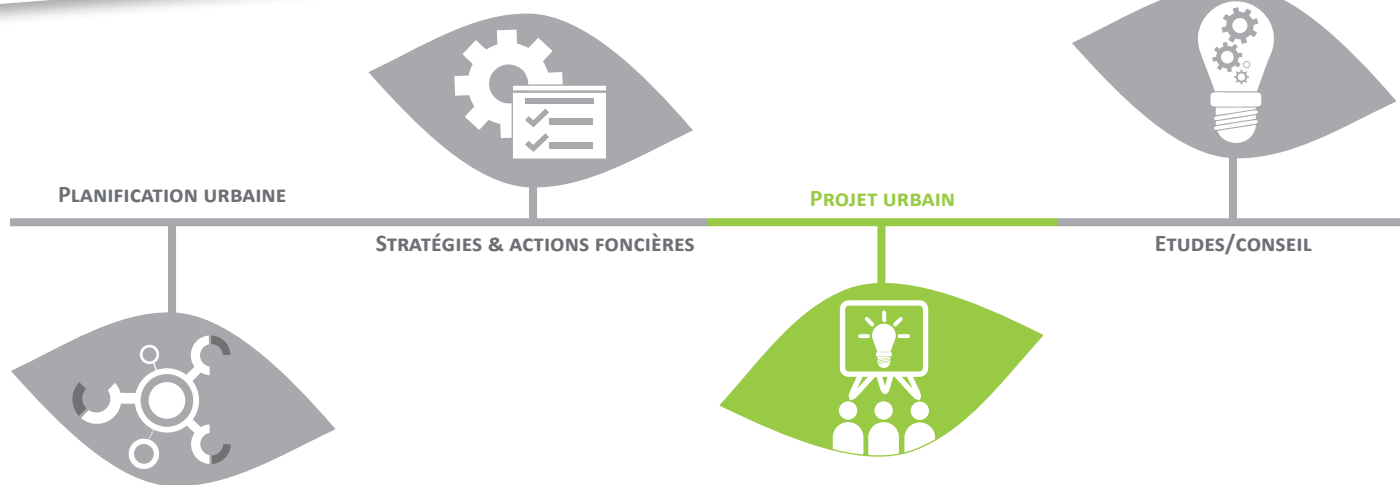 PLANIFICATION URBAINE
STRATÉGIES & ACTIONS FONCIÈRES
PROJET URBAIN
ETUDES/CONSEIL